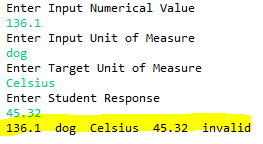 Enter Input Numerical Value
136.1
Enter Input Unit of Measure
dog
Enter Target Unit of Measure
Celsius
Enter Student Response
45.32
136.1 dog Celsius 45.32 invalid